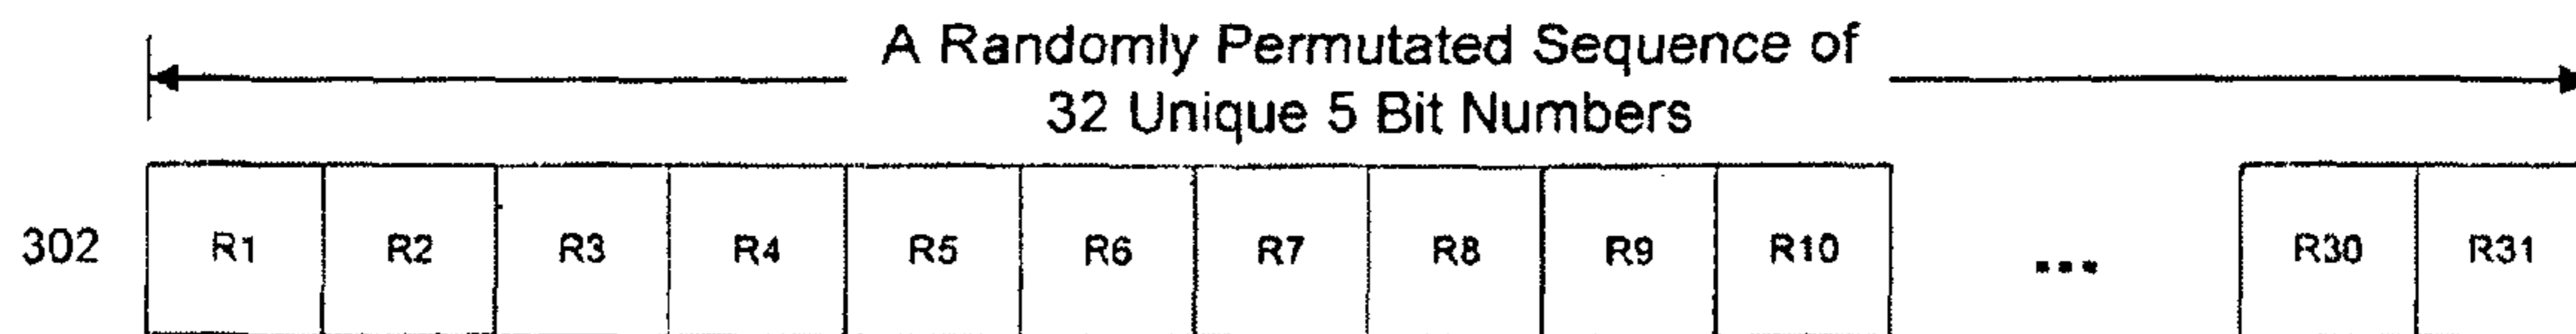 A Randomly Permutated Sequence of
32 Unique 5 Bit Numbers
302 R1 R2 R3 R4 R5 R6 R7 R8 R9 R10 ... R30 R31